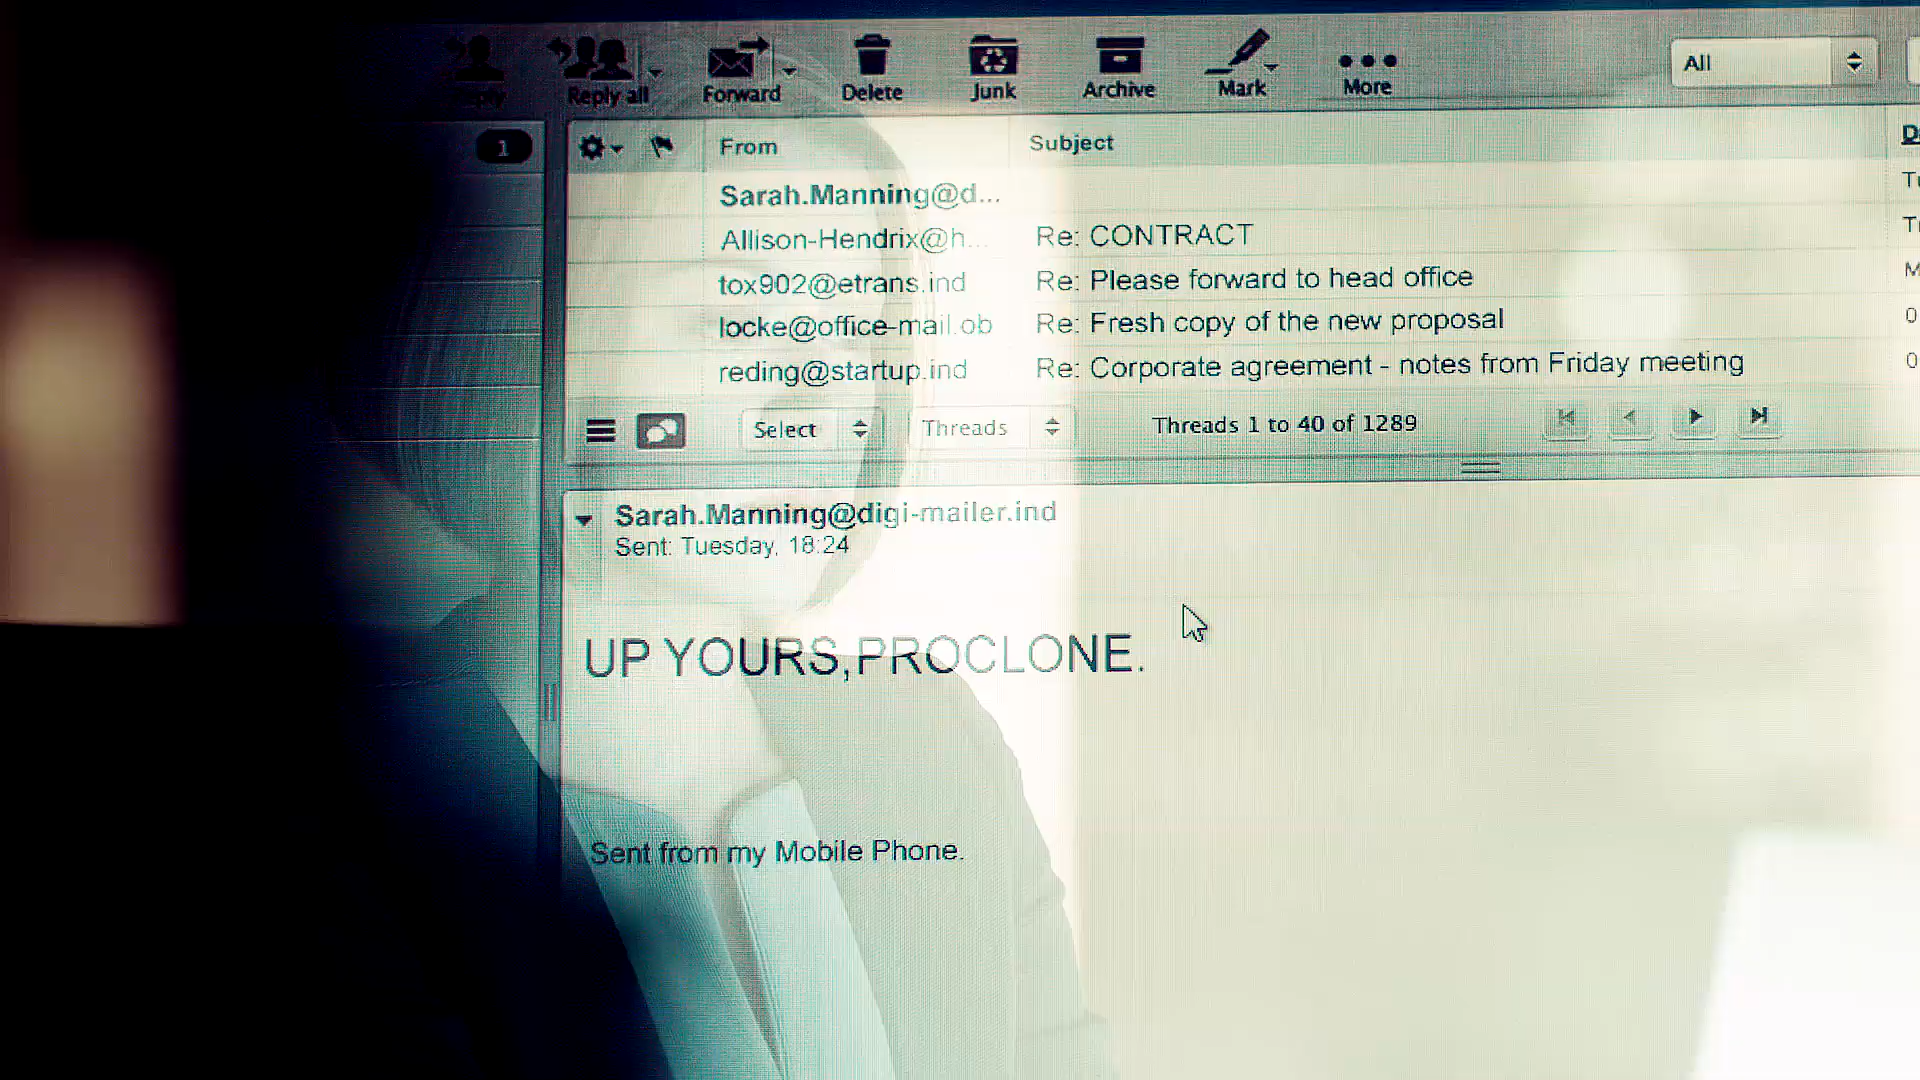 Reply
Reply all
Forward
Delete
Junk
Archive
Mark
More
All
1
From
Subject
Sarah.Manning@d...
Allison-Hendrix@h...
Re: CONTRACT
tox902@etrans.ind
Re: Please forward to head office
locke@office-mail.ob
Re: Fresh copy of the new proposal
reding@startup.ind
Re: Corporate agreement - notes from Friday meeting
Select
Threads
Threads 1 to 40 of 1289
Sarah.Manning@digi-mailer.ind
Sent: Tuesday, 18:24
UP YOURS,PROCLONE.
Sent from my Mobile Phone.